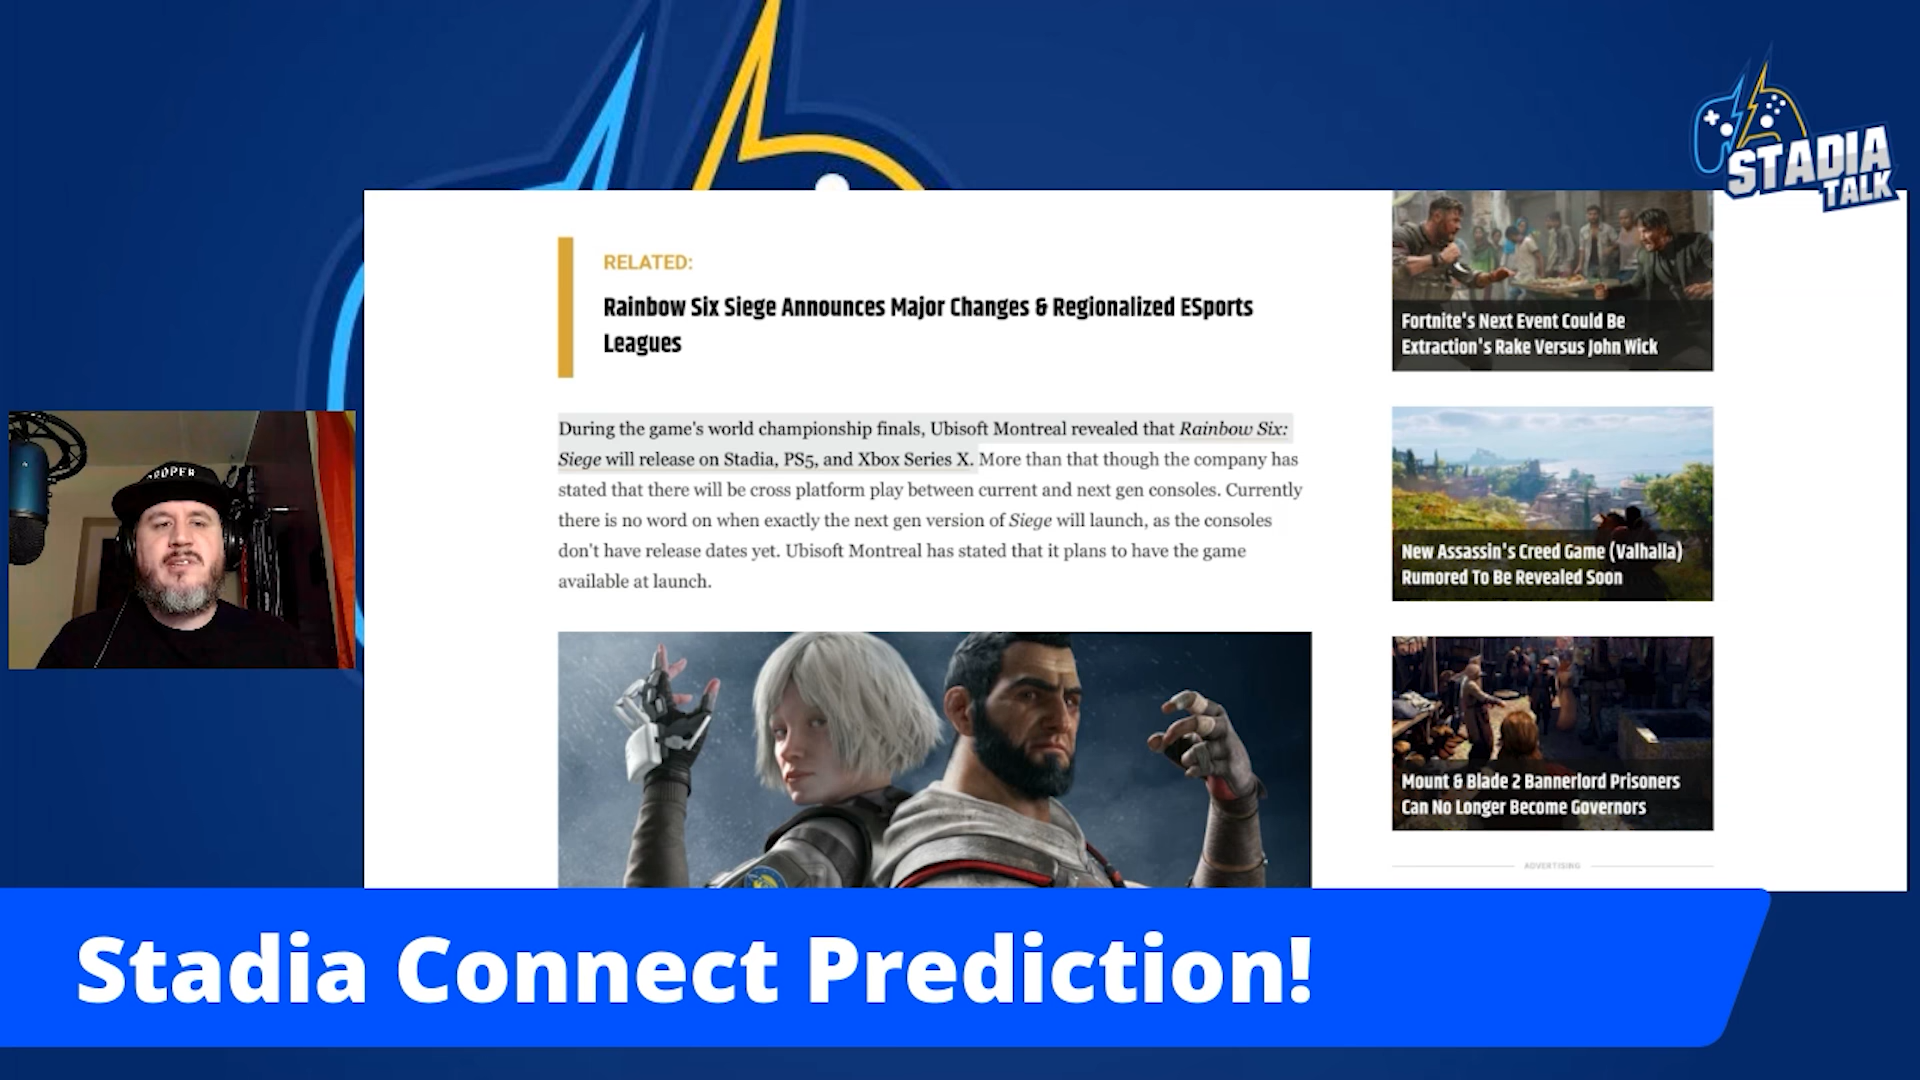 STADIA
TALK
RELATED:
Rainbow Six Siege Announces Major Changes & Regionalized ESports
Leagues
During the game's world championship finals, Ubisoft Montreal revealed that Rainbow Six:
Siege will release on Stadia, PS5, and Xbox Series X. More than that though the company has
stated that there will be cross platform play between current and next gen consoles. Currently
there is no word on when exactly the next gen version of Siege will launch, as the consoles
don't have release dates yet. Ubisoft Montreal has stated that it plans to have the game
available at launch.
Fortnite's Next Event Could Be
Extraction's Rake Versus John Wick
New Assassin's Creed Game (Valhalla)
Rumored To Be Revealed Soon
Mount & Blade 2 Bannerlord Prisoners
Can No Longer Become Governors
ADVERTISING
Stadia Connect Prediction!